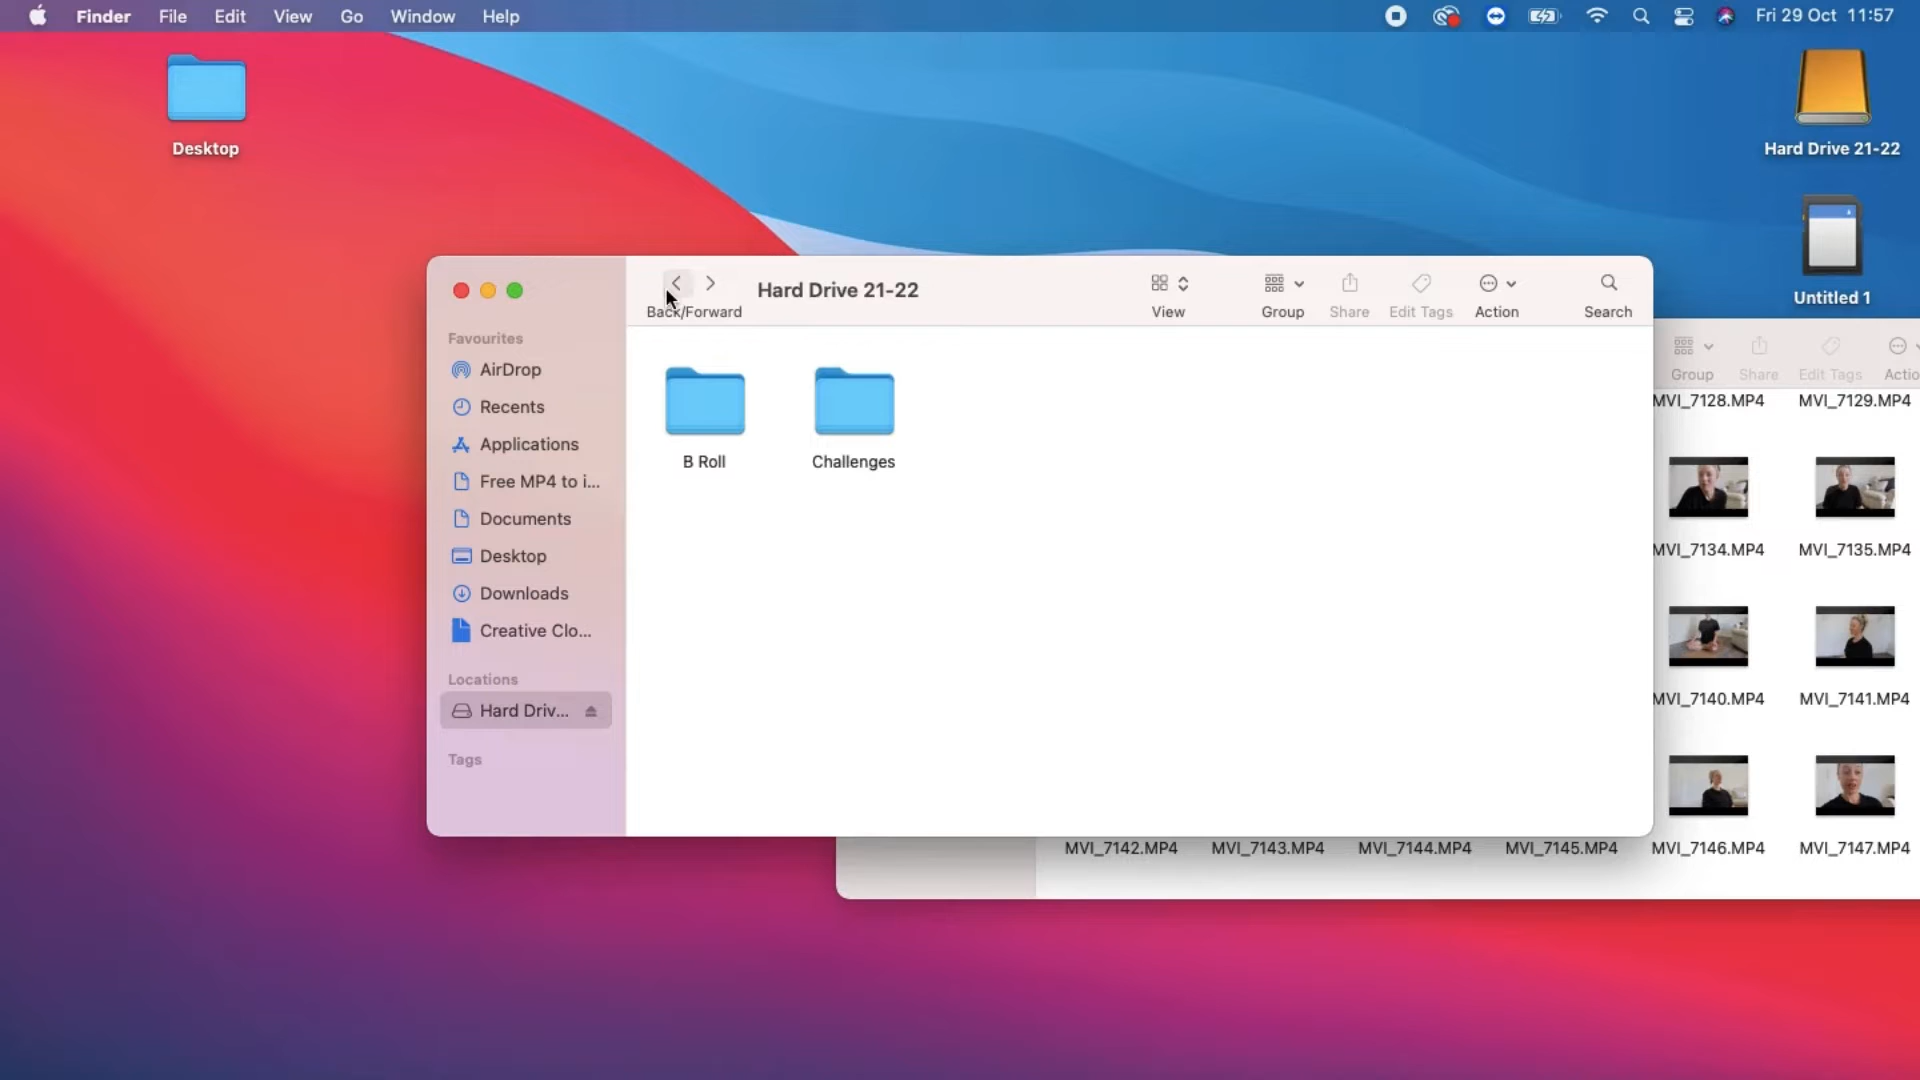 Finder File Edit View Go Window Help Fri 29 Oct 11:57
Desktop
Hard Drive 21-22
Untitled 1
Hard Drive 21-22
Back/Forward View Group Share Edit Tags Action Search
Favourites
AirDrop
Recents
Applications
Free MP4 to i...
Documents
Desktop
Downloads
Creative Clo...
Locations
Hard Driv...
Tags
B Roll Challenges
Group Share Edit Tags Actio
MVI_7128.MP4 MVI_7129.MP4
MVI_7134.MP4 MVI_7135.MP4
MVI_7140.MP4 MVI_7141.MP4
MVI_7142.MP4 MVI_7143.MP4 MVI_7144.MP4 MVI_7145.MP4 MVI_7146.MP4 MVI_7147.MP4